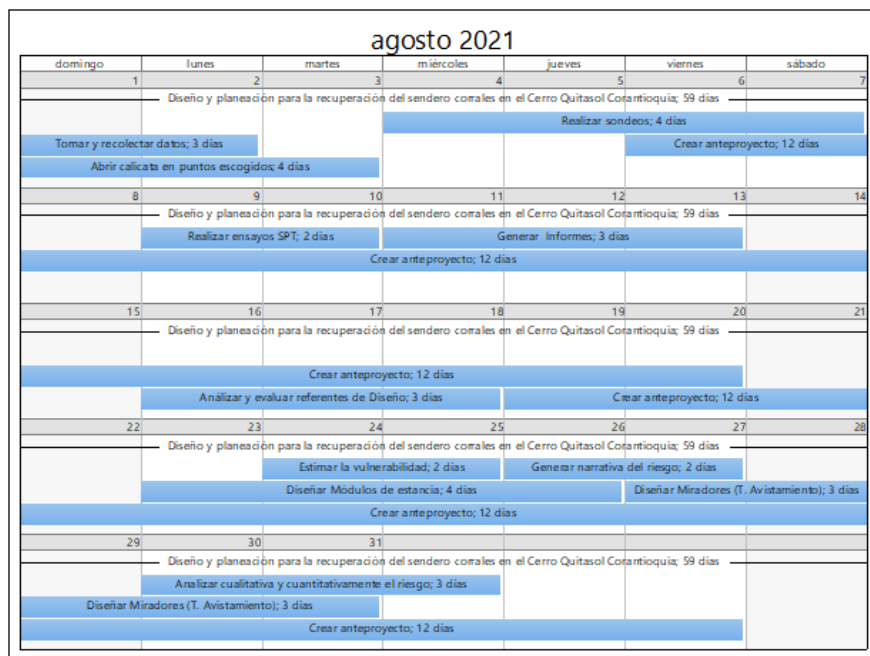 agosto 2021
domingo lunes martes miércoles jueves viernes sábado
1 2 3 4 5 6 7
Diseño y planeación para la recuperación del sendero corrales en el Cerro Quitasol Corantioquia; 59 días
Realizar sondeos; 4 días
Tomar y recolectar datos; 3 días Crear anteproyecto; 12 días
Abrir calicata en puntos escogidos; 4 días
8 9 10 11 12 13 14
Diseño y planeación para la recuperación del sendero corrales en el Cerro Quitasol Corantioquia; 59 días
Realizar ensayos SPT; 2 días Generar Informes; 3 días
Crear anteproyecto; 12 días
15 16 17 18 19 20 21
Diseño y planeación para la recuperación del sendero corrales en el Cerro Quitasol Corantioquia; 59 días
Crear anteproyecto; 12 días
Análizar y evaluar referentes de Diseño; 3 días Crear anteproyecto; 12 días
22 23 24 25 26 27 28
Diseño y planeación para la recuperación del sendero corrales en el Cerro Quitasol Corantioquia; 59 días
Estimar la vulnerabilidad; 2 días Generar narrativa del riesgo; 2 días
Diseñar Módulos de estancia; 4 días Diseñar Miradores (T. Avistamiento); 3 días
Crear anteproyecto; 12 días
29 30 31
Diseño y planeación para la recuperación del sendero corrales en el Cerro Quitasol Corantioquia; 59 días
Analizar cualitativa y cuantitativamente el riesgo; 3 días
Diseñar Miradores (T. Avistamiento); 3 días
Crear anteproyecto; 12 días